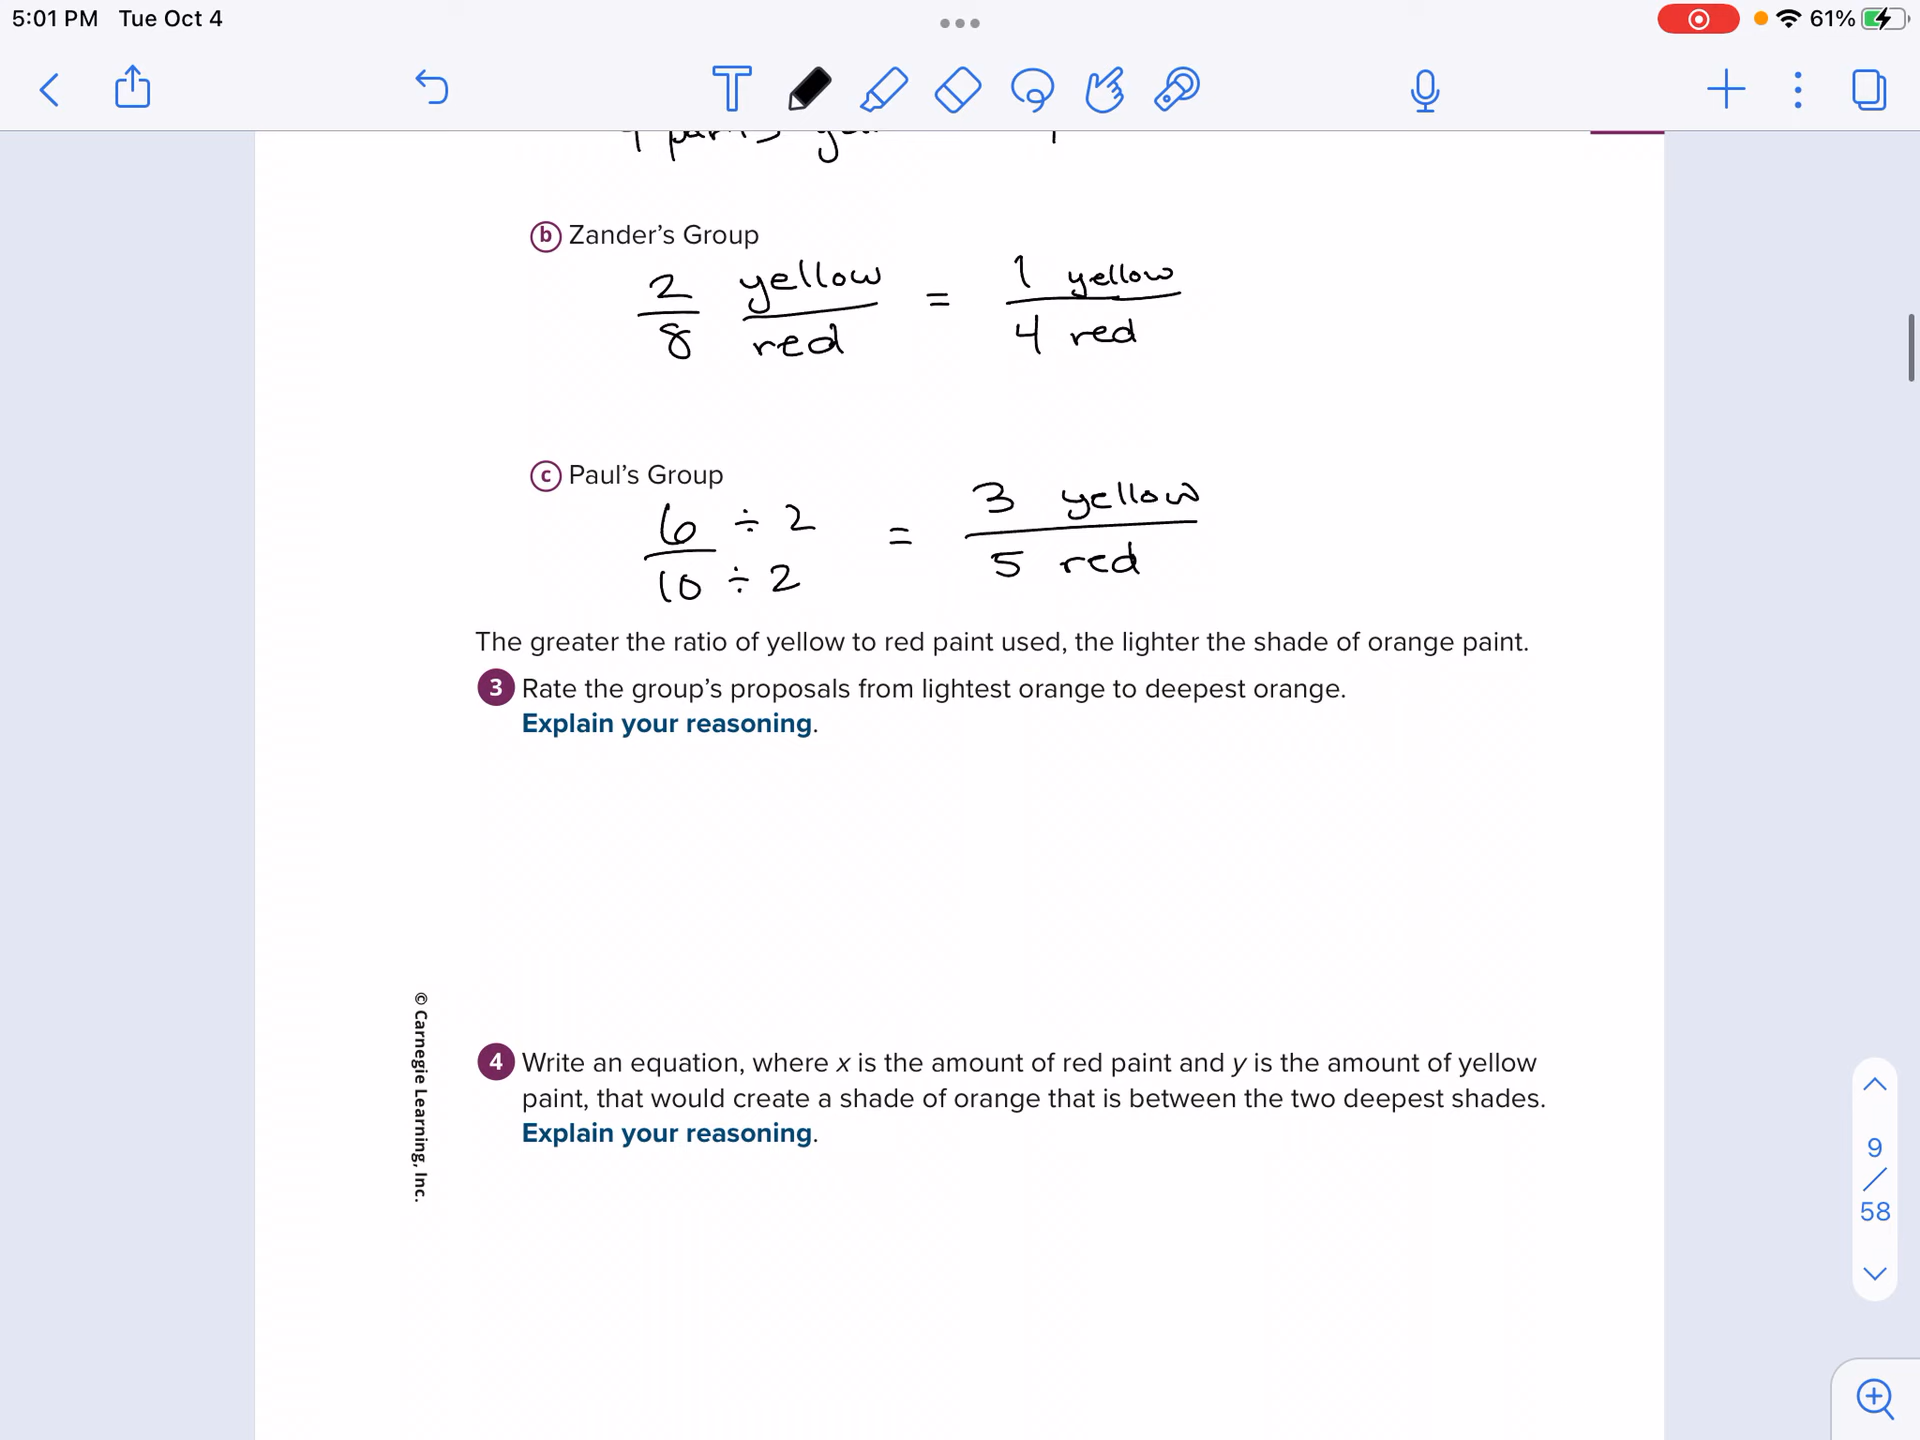 5:01 PM Tue Oct 4
61%
parts
b Zander's Group
2/8 yellow/red = 1 yellow/4 red
c Paul's Group
6 ÷ 2/10 ÷ 2 = 3 yellow/5 red
The greater the ratio of yellow to red paint used, the lighter the shade of orange paint.
3 Rate the group's proposals from lightest orange to deepest orange.
Explain your reasoning.
4 Write an equation, where x is the amount of red paint and y is the amount of yellow
paint, that would create a shade of orange that is between the two deepest shades.
Explain your reasoning.
© Carnegie Learning, Inc.
9
/
58